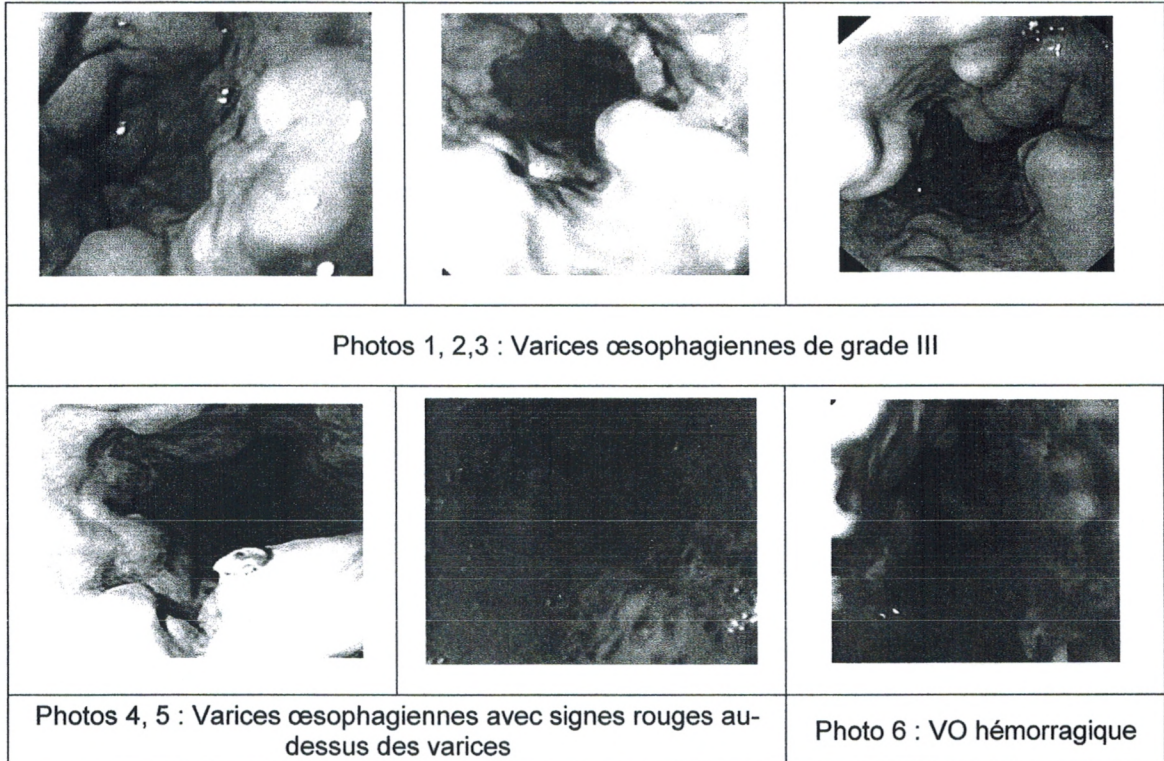 Photos 1, 2,3 : Varices œsophagiennes de grade III
Photos 4, 5 : Varices œsophagiennes avec signes rouges au-
dessus des varices
Photo 6 : VO hémorragique